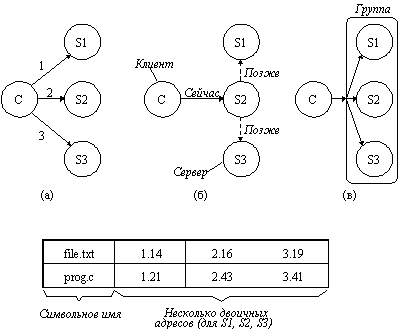 Группа
S1
S1
S1
Клиент
1
Позже
C
2
S2
C
Сейчас
S2
C
S2
3
Позже
S3
Сервер
S3
S3
(а)
(б)
(в)
file.txt 1.14 2.16 3.19
prog.c 1.21 2.43 3.41
Символьное имя
Несколько двоичных
адресов (для S1, S2, S3)